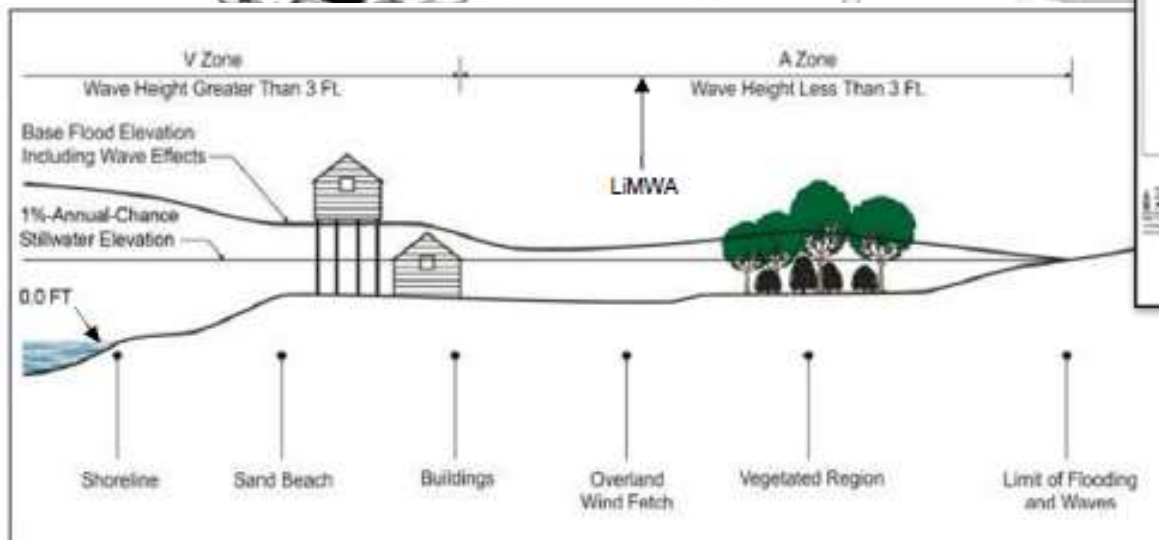 V Zone
Wave Height Greater Than 3 Ft.
A Zone
Wave Height Less Than 3 Ft.
Base Flood Elevation
Including Wave Effects
LiMWA
1%-Annual-Chance
Stillwater Elevation
0.0 FT
Shoreline
Sand Beach
Buildings
Overland
Wind Fetch
Vegetated Region
Limit of Flooding
and Waves